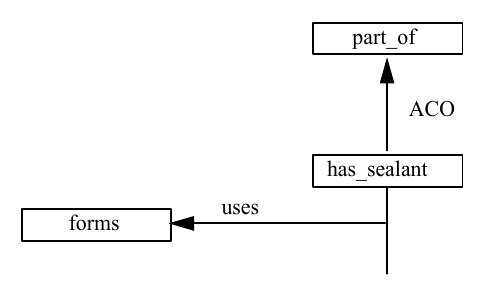 part_of
ACO
has_sealant
uses
forms